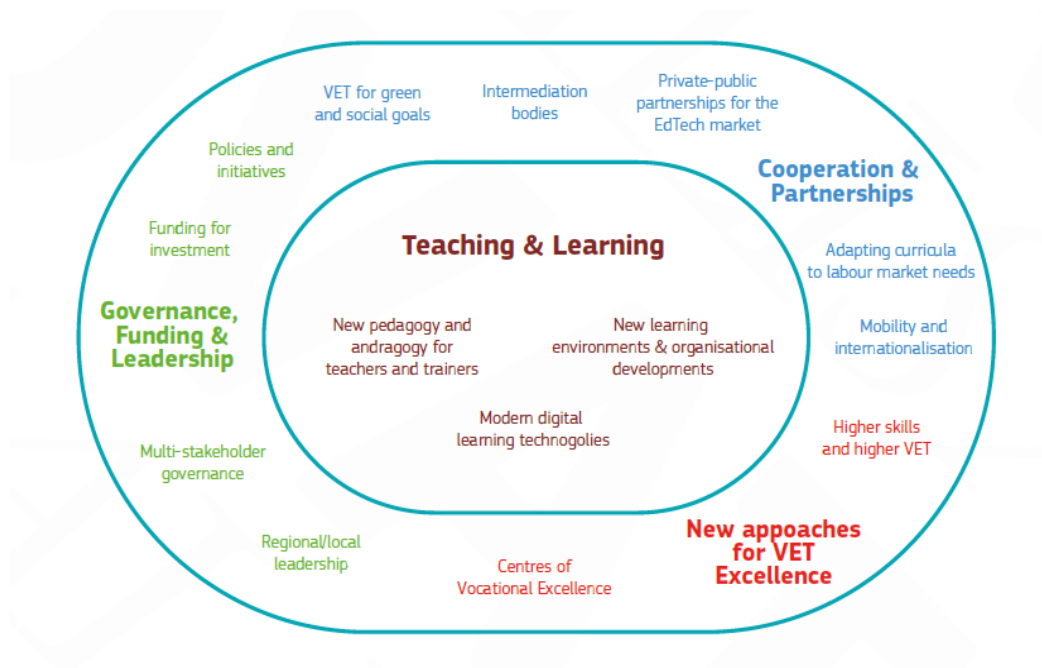 VET for green
and social goals
Intermediation
bodies
Private-public
partnerships for the
EdTech market
Policies and
initiatives
Cooperation &
Partnerships
Funding for
investment
Teaching & Learning
Adapting curricula
to labour market needs
Governance,
Funding &
Leadership
New pedagogy and
andragogy for
teachers and trainers
New learning
environments & organisational
developments
Mobility and
internationalisation
Modern digital
learning technogolies
Higher skills
and higher VET
Multi-stakeholder
governance
Regional/local
leadership
Centres of
Vocational Excellence
New appoaches
for VET
Excellence